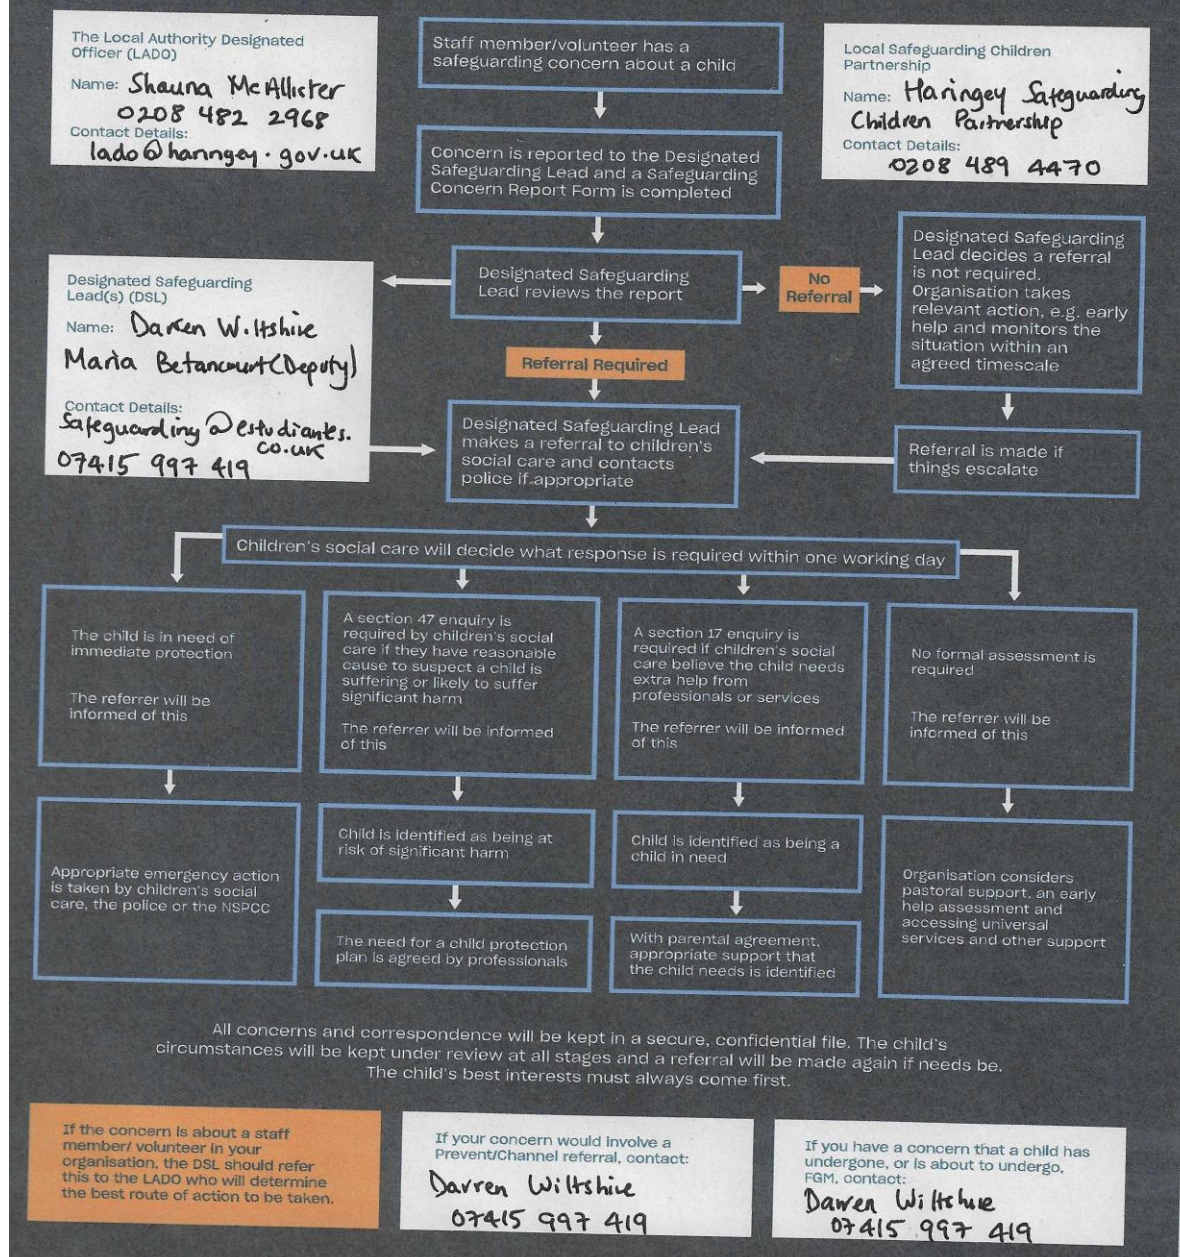 The Local Authority Designated
Officer (LADO)
Name: Shauna McAllister
0208 482 2968
Contact Details:
lado@haringey.gov.uk
Staff member/volunteer has a
safeguarding concern about a child
Local Safeguarding Children
Partnership
Name: Haringey Safeguarding
Children Partnership
Contact Details:
0208 489 4470
Concern is reported to the Designated
Safeguarding Lead and a Safeguarding
Concern Report Form is completed
Designated Safeguarding
Lead reviews the report
No
Referral
Designated Safeguarding
Lead decides a referral
is not required.
Organisation takes
relevant action, e.g. early
help and monitors the
situation within an
agreed timescale
Designated Safeguarding
Lead(s) (DSL)
Name: Darren Wiltshire
Maria Betancourt (Deputy)
Contact Details:
Safeguarding@estudiantes.
co.uk
07415 997 419
Referral Required
Designated Safeguarding Lead
makes a referral to children's
social care and contacts
police if appropriate
Referral is made if
things escalate
Children's social care will decide what response is required within one working day
The child is in need of
immediate protection
The referrer will be
informed of this
A section 47 enquiry is
required by children's social
care if they have reasonable
cause to suspect a child is
suffering or likely to suffer
significant harm
The referrer will be informed
of this
A section 17 enquiry is
required if children's social
care believe the child needs
extra help from
professionals or services
The referrer will be informed
of this
No formal assessment is
required
The referrer will be
informed of this
Appropriate emergency action
is taken by children's social
care, the police or the NSPCC
Child is identified as being at
risk of significant harm
The need for a child protection
plan is agreed by professionals
Child is identified as being a
child in need
With parental agreement,
appropriate support that
the child needs is identified
Organisation considers
pastoral support, an early
help assessment and
accessing universal
services and other support
All concerns and correspondence will be kept in a secure, confidential file. The child's
circumstances will be kept under review at all stages and a referral will be made again if needs be.
The child's best interests must always come first.
If the concern is about a staff
member/ volunteer in your
organisation, the DSL should refer
this to the LADO who will determine
the best route of action to be taken.
If your concern would involve a
Prevent/Channel referral, contact:
Darren Wiltshire
07415 997 419
If you have a concern that a child has
undergone, or is about to undergo,
FGM, contact:
Darren Wiltshire
07415 997 419